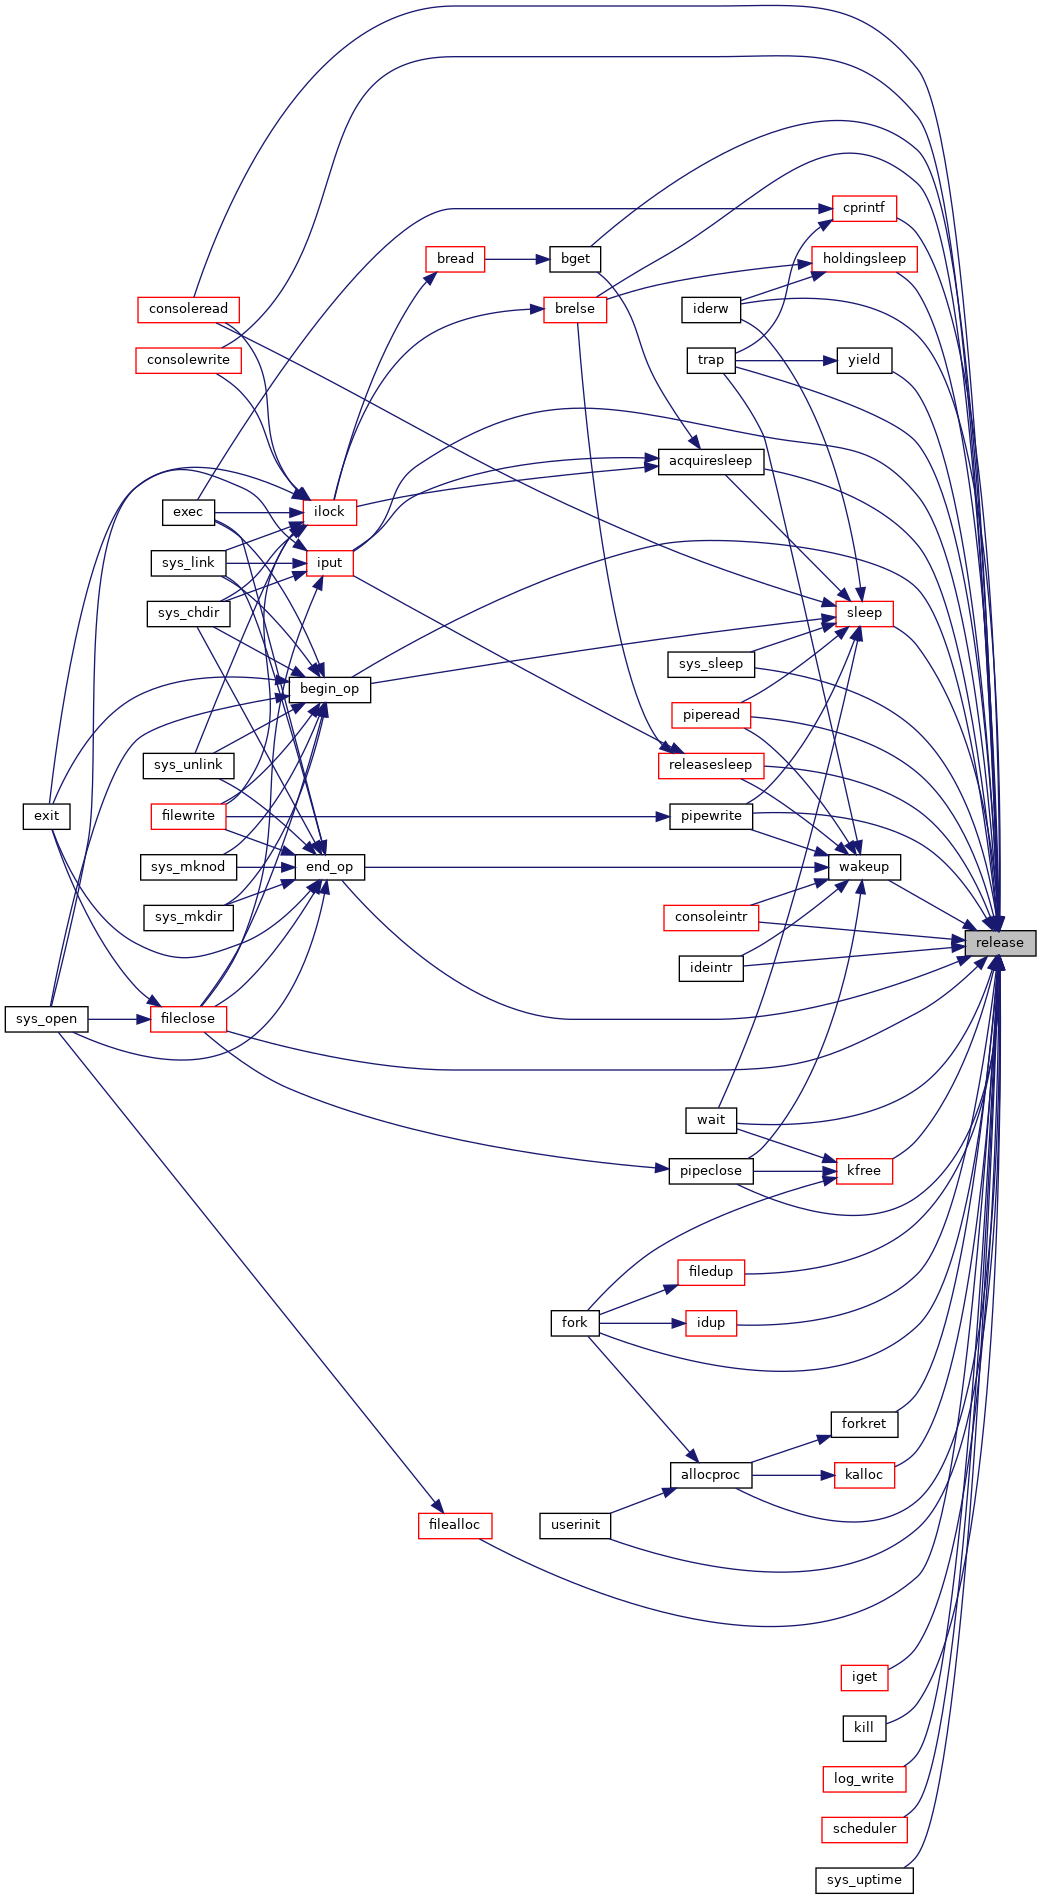 cprintf
bread
bget
holdingsleep
consoleread
brelse
iderw
consolewrite
trap
yield
acquiresleep
exec
ilock
sys_link
iput
sys_chdir
sleep
sys_sleep
begin_op
piperead
sys_unlink
releasesleep
exit
filewrite
pipewrite
sys_mknod
end_op
wakeup
sys_mkdir
consoleintr
release
ideintr
sys_open
fileclose
wait
pipeclose
kfree
filedup
fork
idup
forkret
allocproc
kalloc
filealloc
userinit
iget
kill
log_write
scheduler
sys_uptime